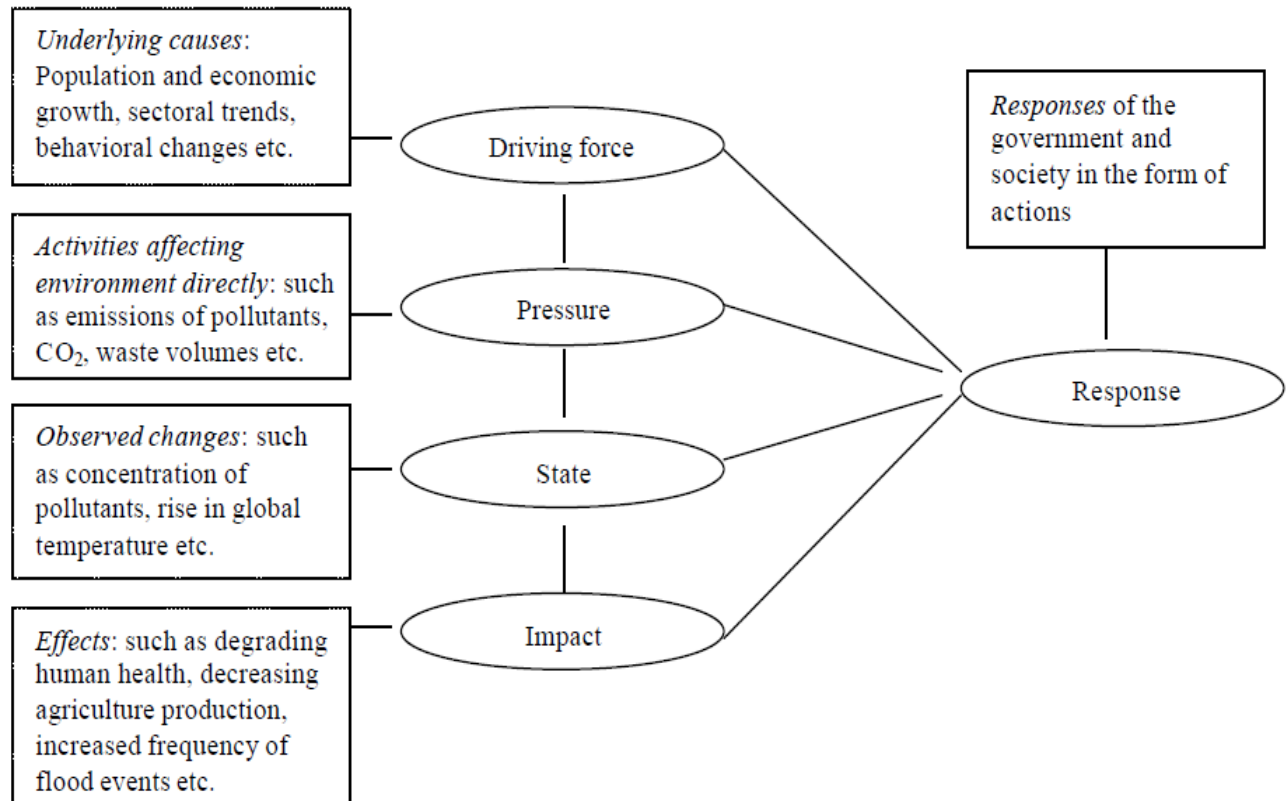 Underlying causes:
Population and economic
growth, sectoral trends,
behavioral changes etc.
Driving force
Activities affecting
environment directly: such
as emissions of pollutants,
CO₂, waste volumes etc.
Pressure
Observed changes: such
as concentration of
pollutants, rise in global
temperature etc.
State
Effects: such as degrading
human health, decreasing
agriculture production,
increased frequency of
flood events etc.
Impact
Responses of the
government and
society in the form of
actions
Response